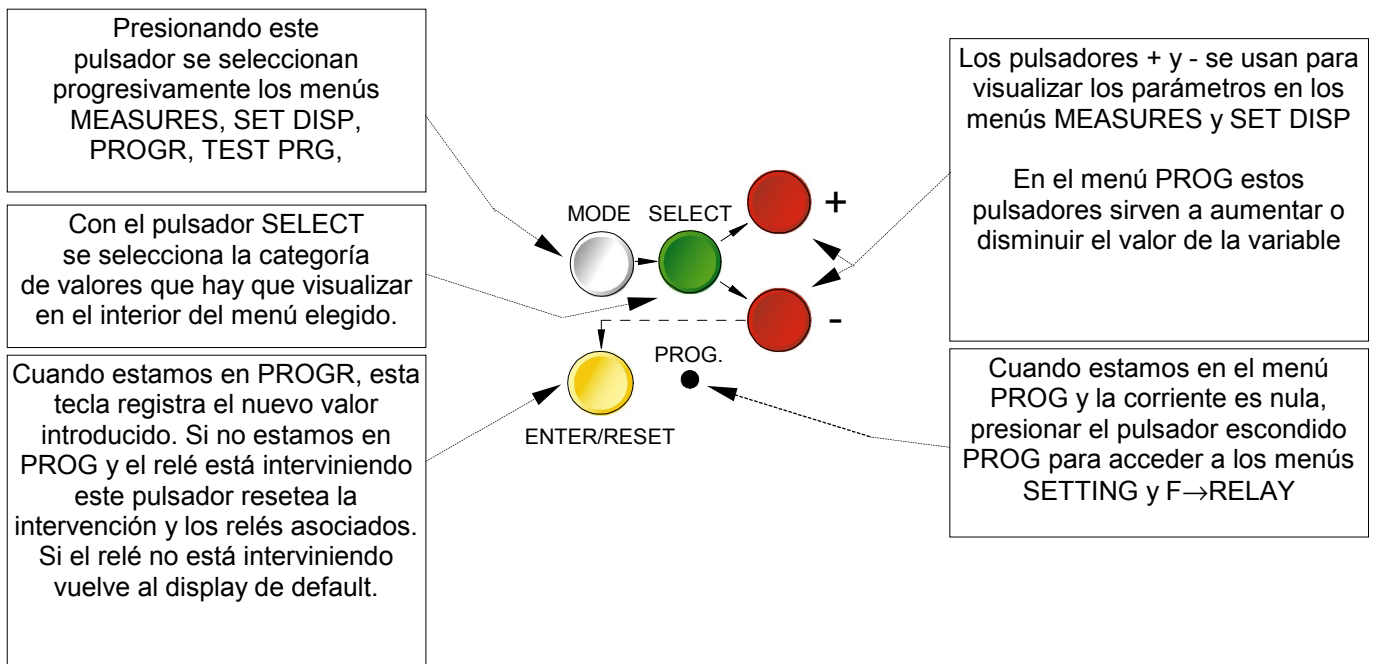 Presionando este
pulsador se seleccionan
progresivamente los menús
MEASURES, SET DISP,
PROGR, TEST PRG,
Con el pulsador SELECT
se selecciona la categoría
de valores que hay que visualizar
en el interior del menú elegido.
Cuando estamos en PROGR, esta
tecla registra el nuevo valor
introducido. Si no estamos en
PROG y el relé está interviniendo
este pulsador resetea la
intervención y los relés asociados.
Si el relé no está interviniendo
vuelve al display de default.
MODE SELECT
+
-
PROG.
ENTER/RESET
Los pulsadores + y - se usan para
visualizar los parámetros en los
menús MEASURES y SET DISP
En el menú PROG estos
pulsadores sirven a aumentar o
disminuir el valor de la variable
Cuando estamos en el menú
PROG y la corriente es nula,
presionar el pulsador escondido
PROG para acceder a los menús
SETTING y F→RELAY